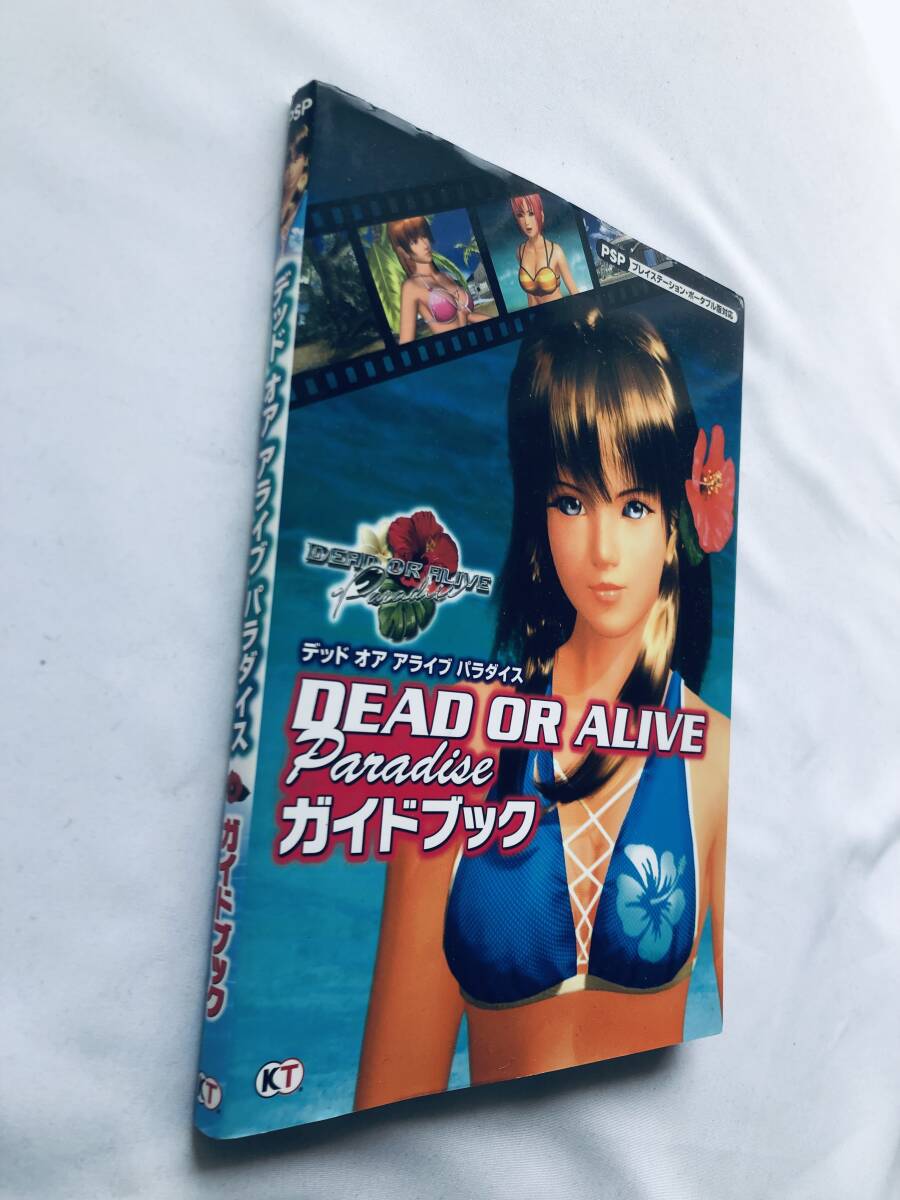 PSP
デッド オア アライブ パラダイス
ガイドブック
KT
PSP
プレイステーション・ポータブル版対応
DEAD OR ALIVE
Paradise
デッド オア アライブ パラダイス
DEAD OR ALIVE
Paradise
ガイドブック
KT